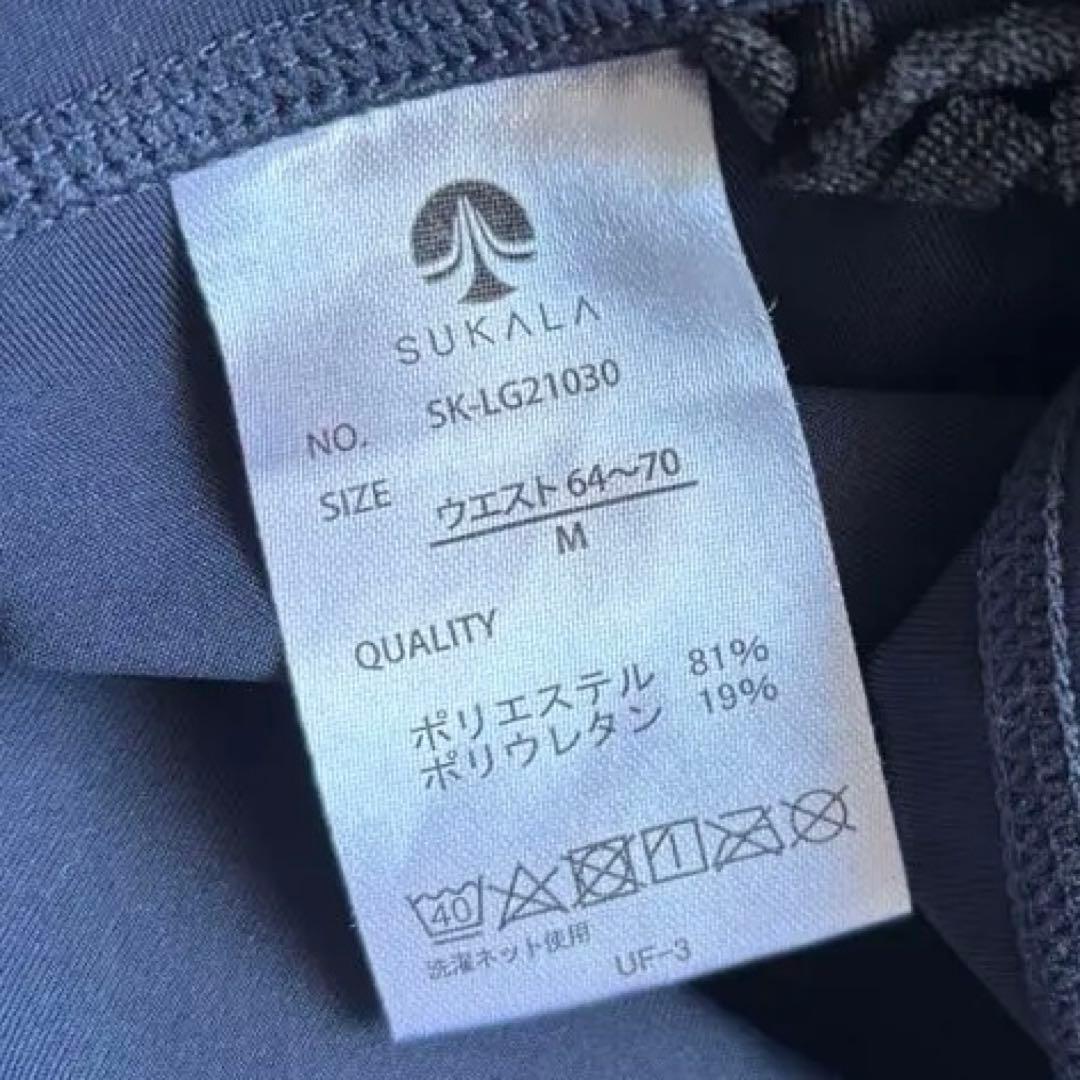 SUKALA
NO. SK-LG21030
SIZE ウエスト64〜70
M
QUALITY
ポリエステル 81%
ポリウレタン 19%
40
洗濯ネット使用
UF-3